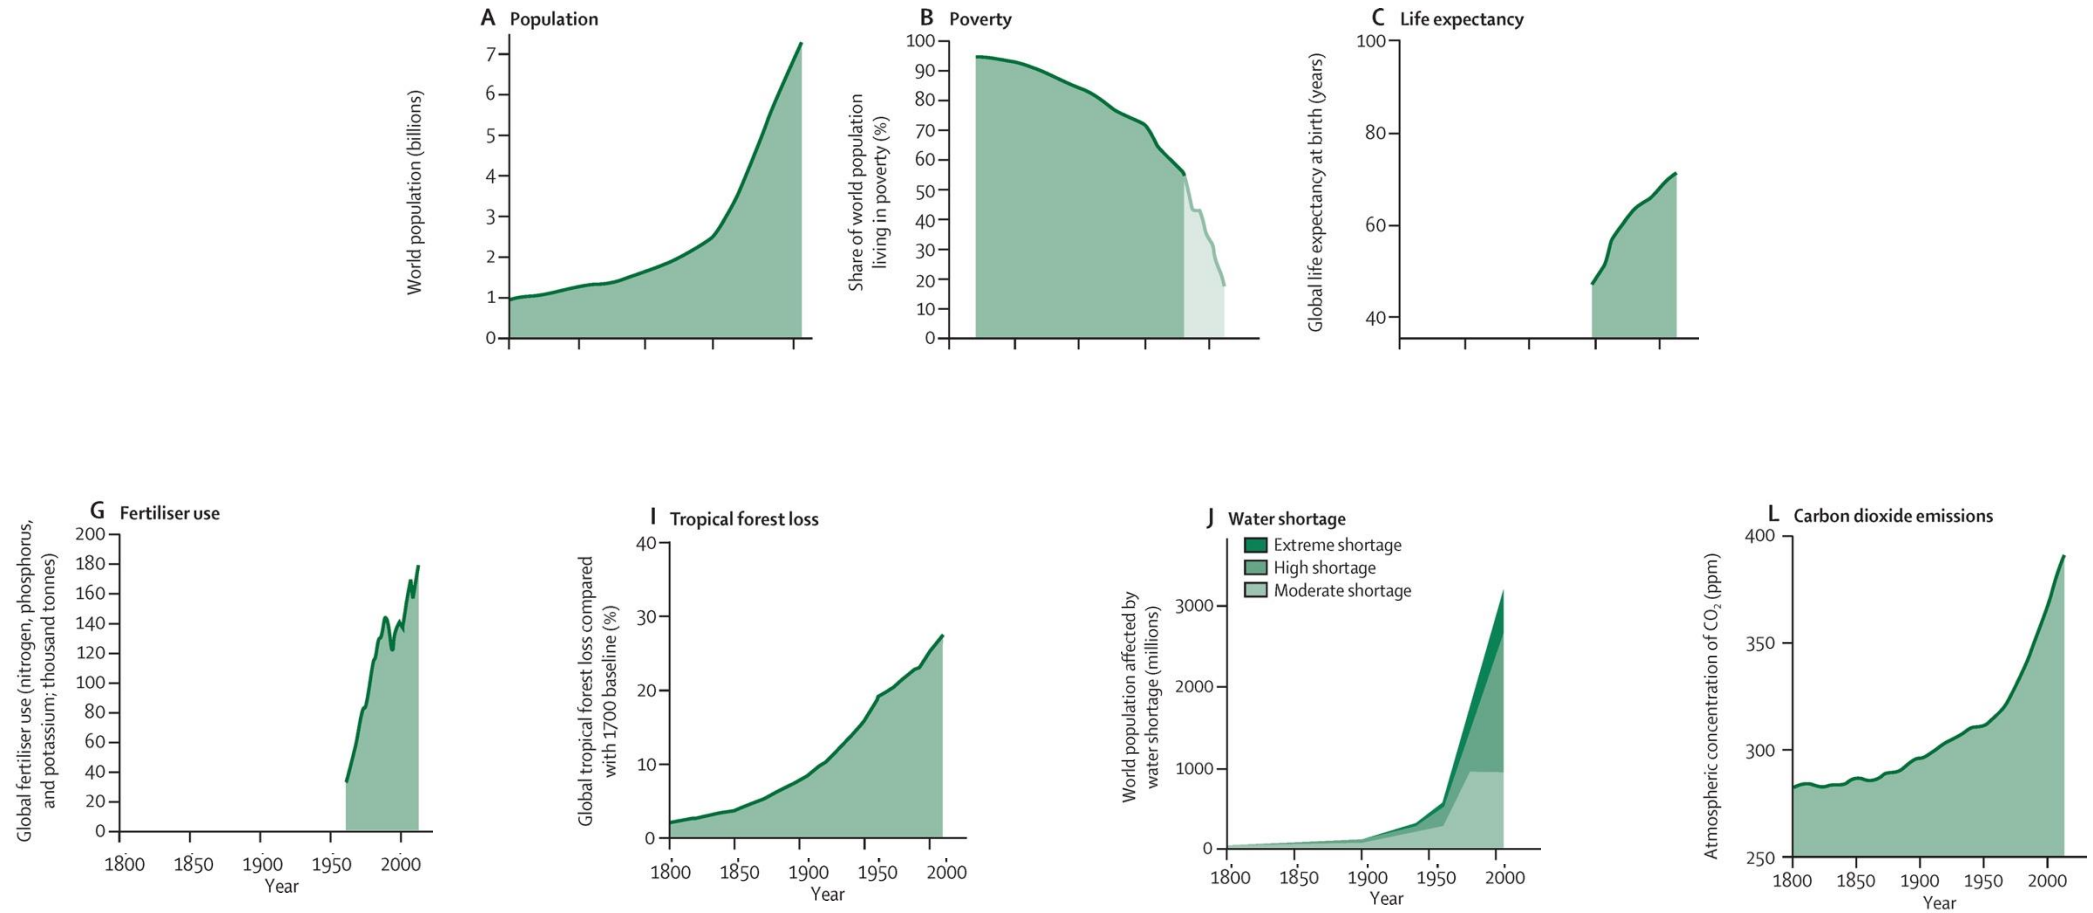 A Population
World population (billions)
7
6
5
4
3
2
1
0
B Poverty
Share of world population
living in poverty (%)
100
90
80
70
60
50
40
30
20
10
0
C Life expectancy
Global life expectancy at birth (years)
100
80
60
40
G Fertiliser use
Global fertiliser use (nitrogen, phosphorus,
and potassium; thousand tonnes)
200
180
160
140
120
100
80
60
40
20
0
1800 1850 1900 1950 2000
Year
I Tropical forest loss
Global tropical forest loss compared
with 1700 baseline (%)
40
30
20
10
0
1800 1850 1900 1950 2000
Year
J Water shortage
Extreme shortage
High shortage
Moderate shortage
World population affected by
water shortage (millions)
3000
2000
1000
0
1800 1850 1900 1950 2000
Year
L Carbon dioxide emissions
Atmospheric concentration of CO₂ (ppm)
400
350
300
250
1800 1850 1900 1950 2000
Year